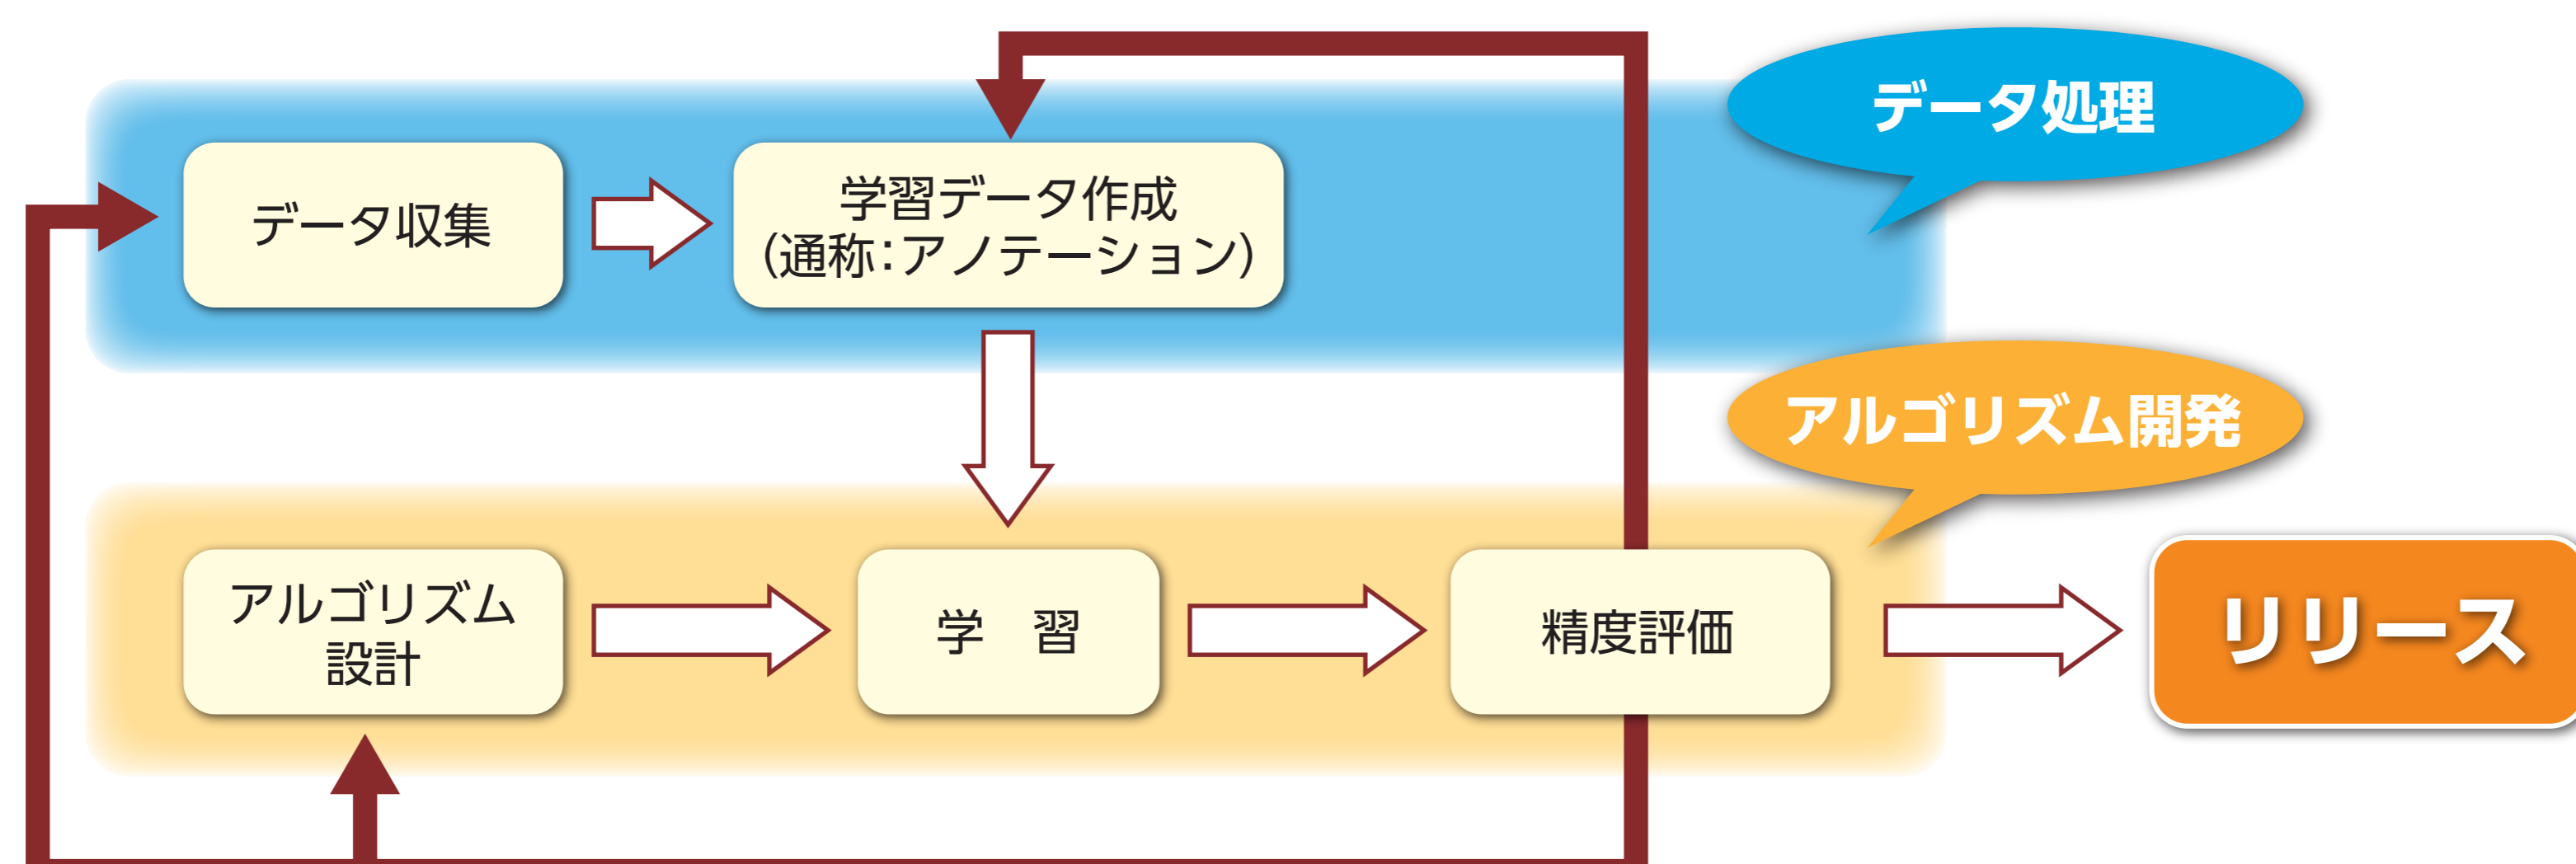 データ処理
データ収集
学習データ作成
(通称:アノテーション)
アルゴリズム開発
アルゴリズム
設計
学　習
精度評価
リリース